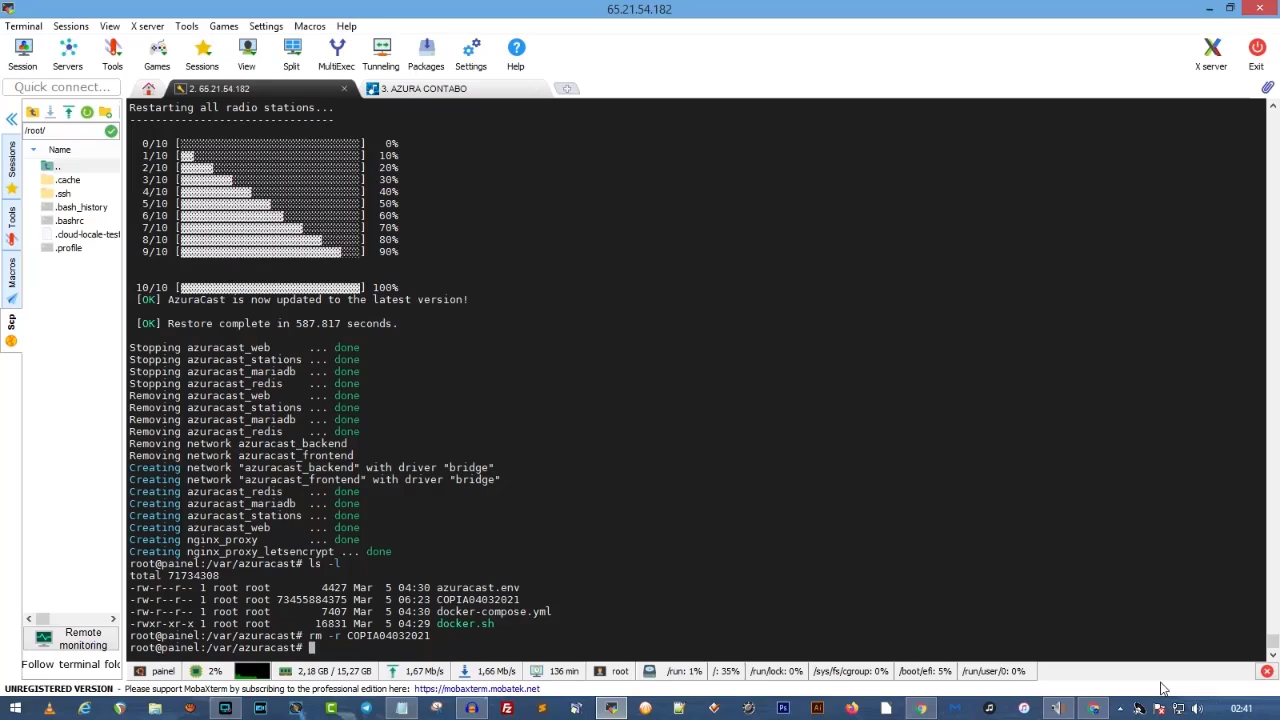 65.21.54.182
Terminal Sessions View X server Tools Games Settings Macros Help
Session Servers Tools Games Sessions View Split MultiExec Tunneling Packages Settings Help X server Exit
Quick connect...
2. 65.21.54.182
3. AZURA CONTABO
/root/
Name
..
.cache
.ssh
.bash_history
.bashrc
.cloud-locale-test
.profile
Sessions
Tools
Macros
Scp
Remote
monitoring
Follow terminal fold
Restarting all radio stations...
--------------------------------
0/10 [░░░░░░░░░░░░░░░░░░░░░░░░░░░░] 0%
1/10 [▓▓░░░░░░░░░░░░░░░░░░░░░░░░░░] 10%
2/10 [▓▓▓▓▓░░░░░░░░░░░░░░░░░░░░░░░] 20%
3/10 [▓▓▓▓▓▓▓▓░░░░░░░░░░░░░░░░░░░░] 30%
4/10 [▓▓▓▓▓▓▓▓▓▓▓░░░░░░░░░░░░░░░░░] 40%
5/10 [▓▓▓▓▓▓▓▓▓▓▓▓▓▓░░░░░░░░░░░░░░] 50%
6/10 [▓▓▓▓▓▓▓▓▓▓▓▓▓▓▓▓░░░░░░░░░░░░] 60%
7/10 [▓▓▓▓▓▓▓▓▓▓▓▓▓▓▓▓▓▓▓░░░░░░░░░] 70%
8/10 [▓▓▓▓▓▓▓▓▓▓▓▓▓▓▓▓▓▓▓▓▓▓░░░░░░] 80%
9/10 [▓▓▓▓▓▓▓▓▓▓▓▓▓▓▓▓▓▓▓▓▓▓▓▓▓░░░] 90%
10/10 [▓▓▓▓▓▓▓▓▓▓▓▓▓▓▓▓▓▓▓▓▓▓▓▓▓▓▓▓] 100%
[OK] AzuraCast is now updated to the latest version!
[OK] Restore complete in 587.817 seconds.
Stopping azuracast_web ... done
Stopping azuracast_stations ... done
Stopping azuracast_mariadb ... done
Stopping azuracast_redis ... done
Removing azuracast_web ... done
Removing azuracast_stations ... done
Removing azuracast_mariadb ... done
Removing azuracast_redis ... done
Removing network azuracast_backend
Removing network azuracast_frontend
Creating network "azuracast_backend" with driver "bridge"
Creating network "azuracast_frontend" with driver "bridge"
Creating azuracast_redis ... done
Creating azuracast_mariadb ... done
Creating azuracast_stations ... done
Creating azuracast_web ... done
Creating nginx_proxy ... done
Creating nginx_proxy_letsencrypt ... done
root@painel:/var/azuracast# ls -l
total 71734308
-rw-r--r-- 1 root root 4427 Mar 5 04:30 azuracast.env
-rw-r--r-- 1 root root 73455884375 Mar 5 06:23 COPIA04032021
-rw-r--r-- 1 root root 7407 Mar 5 04:30 docker-compose.yml
-rwxr-xr-x 1 root root 16831 Mar 5 04:29 docker.sh
root@painel:/var/azuracast# rm -r COPIA04032021
root@painel:/var/azuracast#
painel 2% 2,18 GB / 15,27 GB 1,67 Mb/s 1,66 Mb/s 136 min root /run: 1% /: 35% /run/lock: 0% /sys/fs/cgroup: 0% /boot/efi: 5% /run/user/0: 0%
UNREGISTERED VERSION - Please support MobaXterm by subscribing to the professional edition here: https://mobaxterm.mobatek.net
02:41